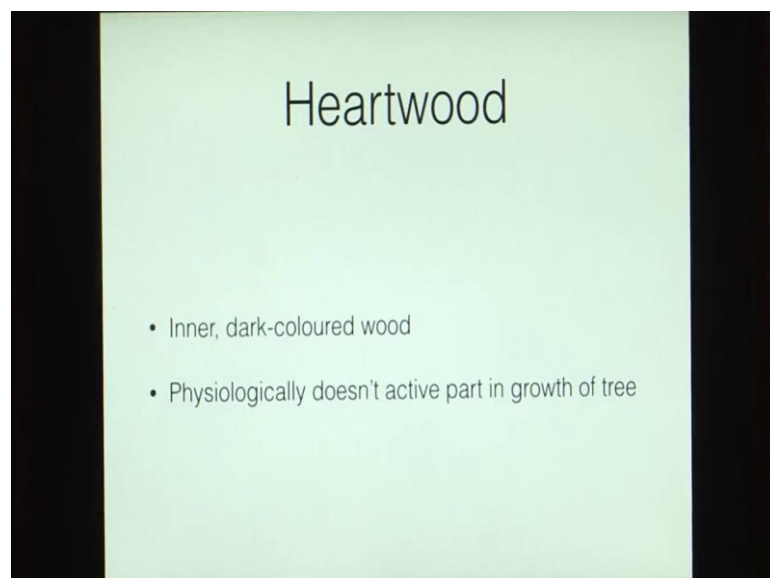 Heartwood
• Inner, dark-coloured wood
• Physiologically doesn't active part in growth of tree